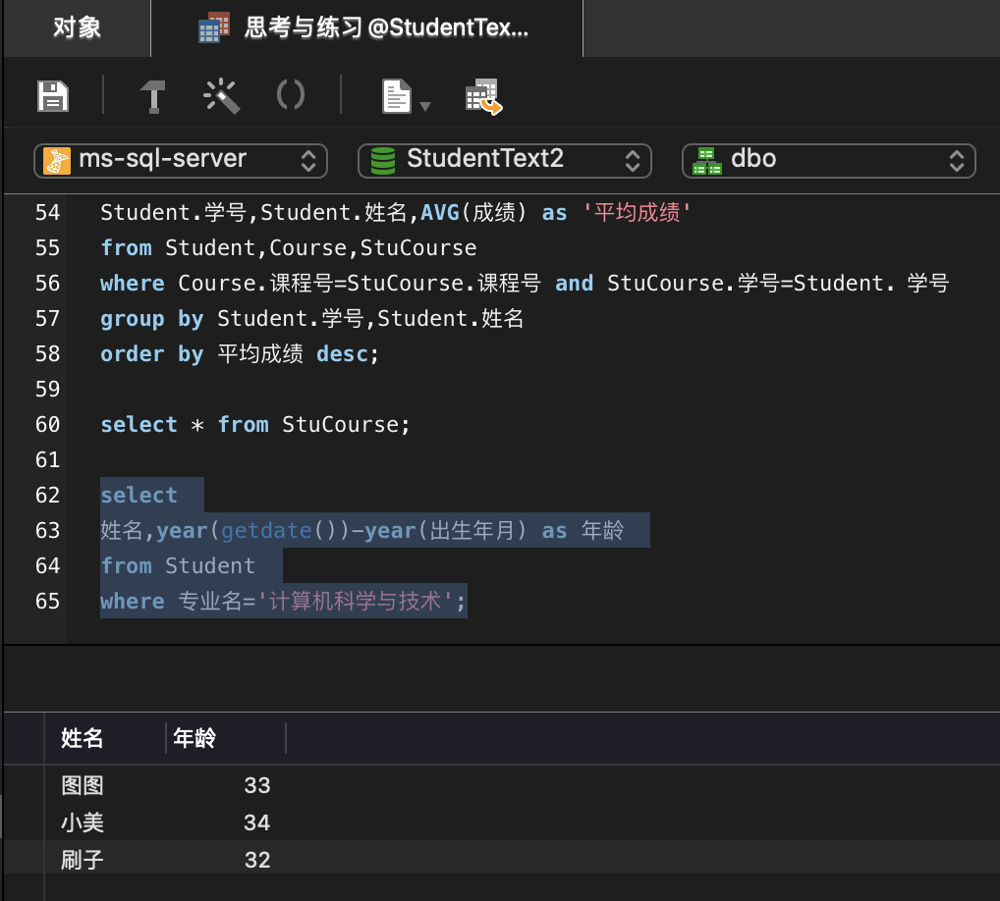 对象 思考与练习 @StudentTex...
ms-sql-server StudentText2 dbo
54 Student.学号,Student.姓名,AVG(成绩) as '平均成绩'
55 from Student,Course,StuCourse
56 where Course.课程号=StuCourse.课程号 and StuCourse.学号=Student. 学号
57 group by Student.学号,Student.姓名
58 order by 平均成绩 desc;
59
60 select * from StuCourse;
61
62 select
63 姓名,year(getdate())-year(出生年月) as 年龄
64 from Student
65 where 专业名='计算机科学与技术';
姓名 年龄
图图 33
小美 34
刷子 32